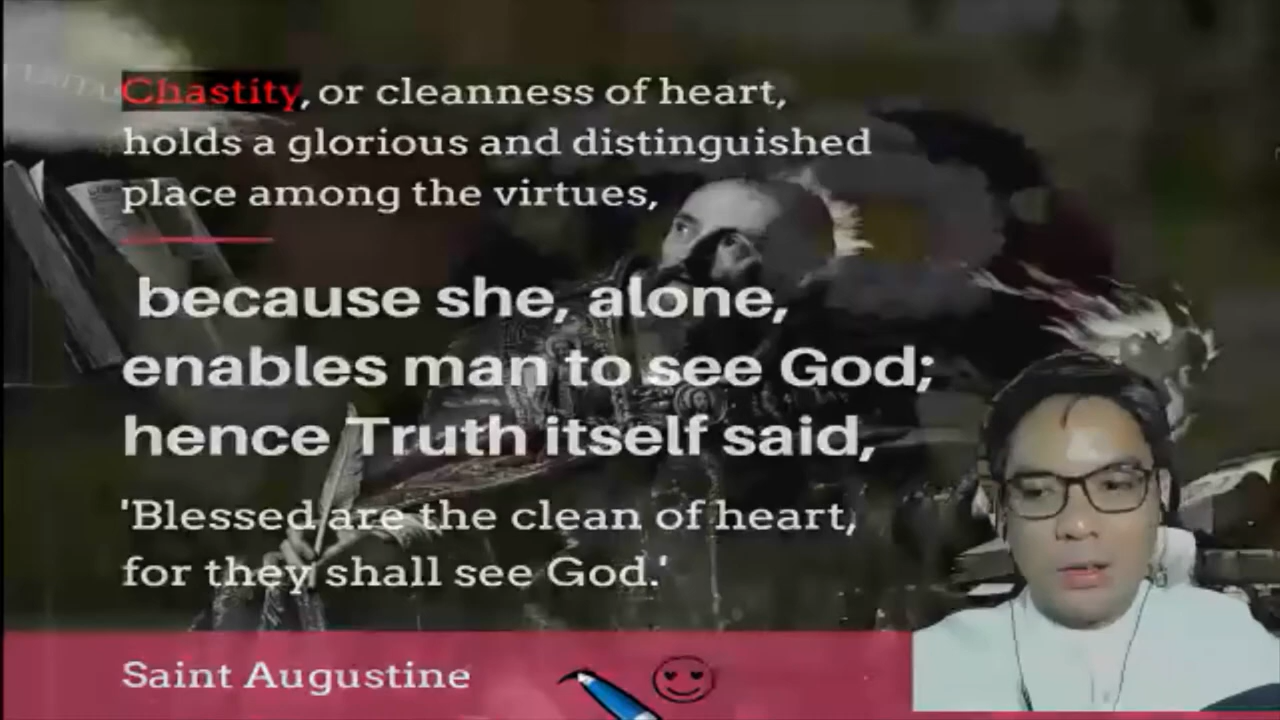 Chastity, or cleanness of heart,
holds a glorious and distinguished
place among the virtues,
because she, alone,
enables man to see God;
hence Truth itself said,
'Blessed are the clean of heart,
for they shall see God.'
Saint Augustine